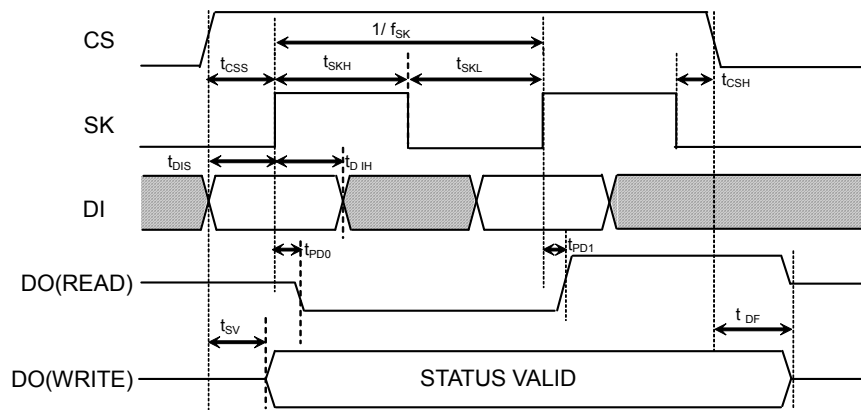 CS
1/ fSK
tCSS
tSKH
tSKL
tCSH
SK
tDIS
tD IH
DI
tPD0
tPD1
DO(READ)
tSV
t DF
DO(WRITE)
STATUS VALID